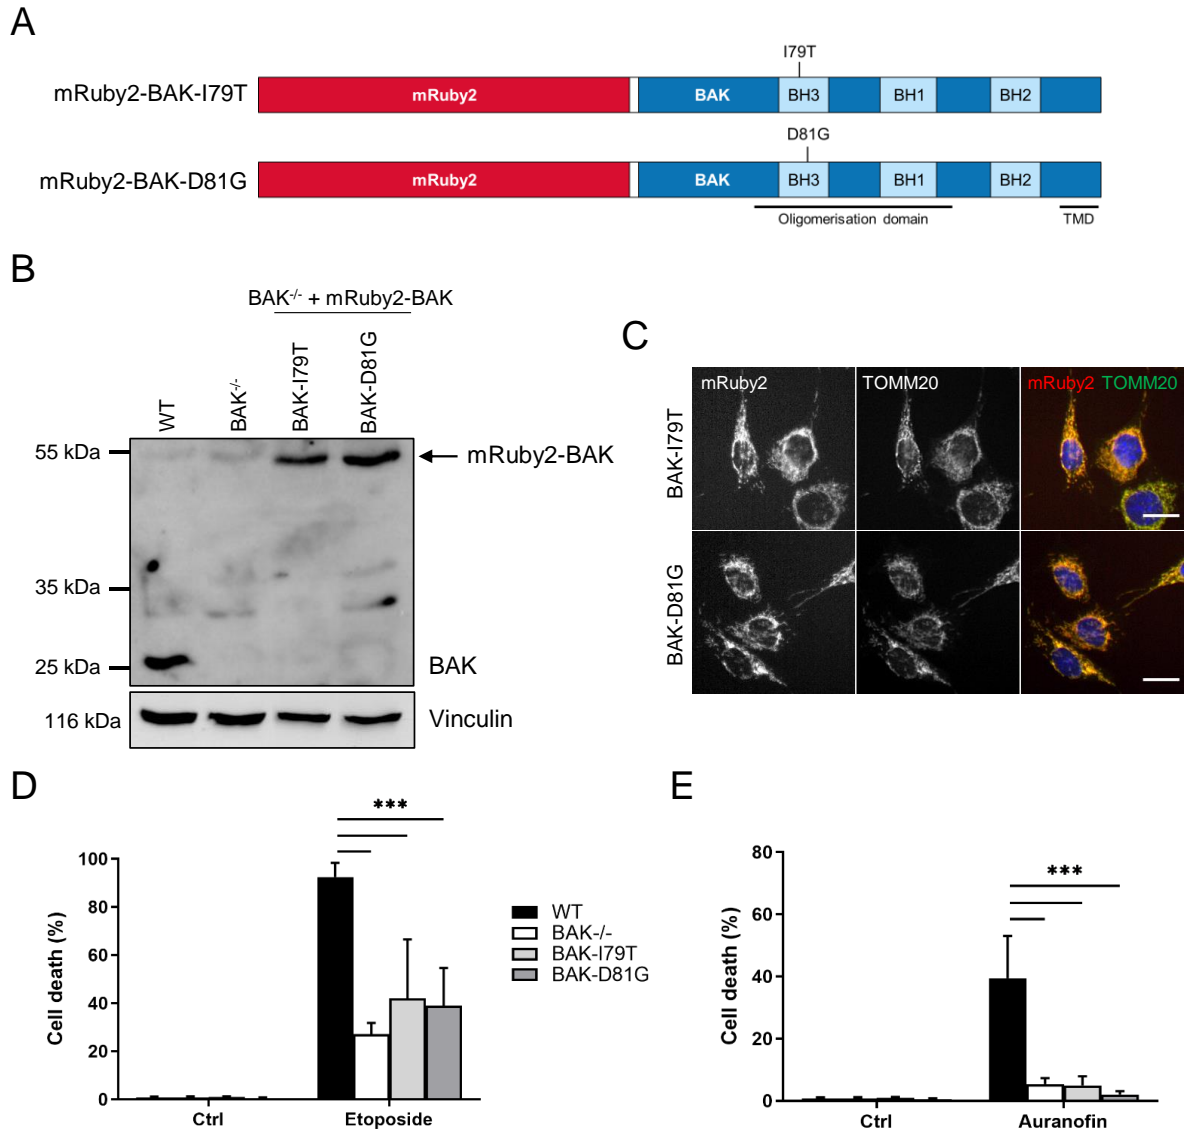 A
I79T
mRuby2-BAK-I79T
mRuby2
BAK
BH3
BH1
BH2
D81G
mRuby2-BAK-D81G
mRuby2
BAK
BH3
BH1
BH2
Oligomerisation domain
TMD
B
BAK-/- + mRuby2-BAK
WT
BAK-/-
BAK-I79T
BAK-D81G
55 kDa
mRuby2-BAK
35 kDa
25 kDa
BAK
116 kDa
Vinculin
C
mRuby2
TOMM20
mRuby2 TOMM20
BAK-I79T
BAK-D81G
D
***
Cell death (%)
100
80
60
40
20
0
Ctrl
Etoposide
WT
BAK-/-
BAK-I79T
BAK-D81G
E
***
Cell death (%)
80
60
40
20
0
Ctrl
Auranofin